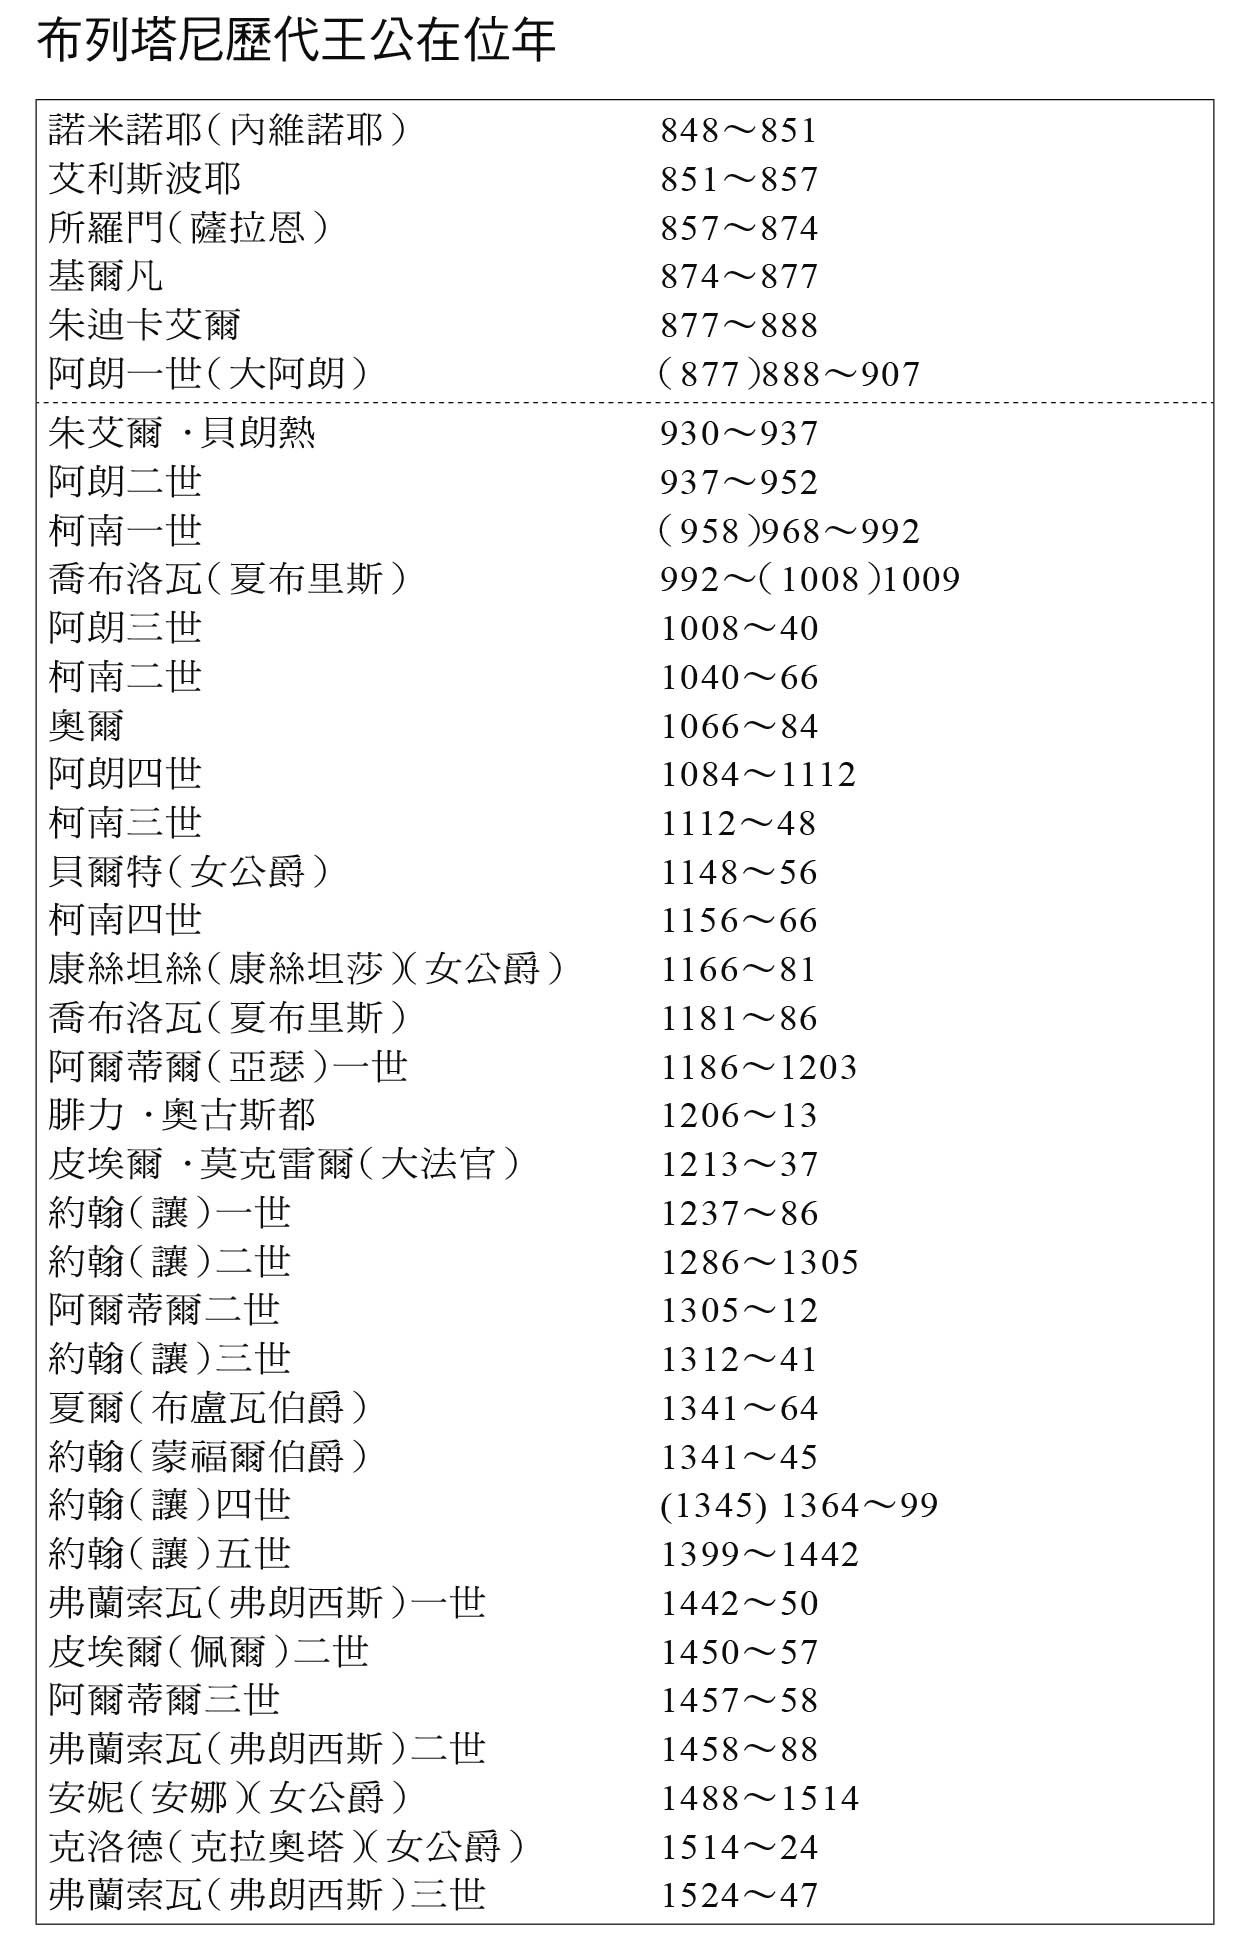 布列塔尼歷代王公在位年
諾米諾耶（內維諾耶） 848～851
艾利斯波耶 851～857
所羅門（薩拉恩） 857～874
基爾凡 874～877
朱迪卡艾爾 877～888
阿朗一世（大阿朗） （877）888～907
朱艾爾·貝朗熱 930～937
阿朗二世 937～952
柯南一世 （958）968～992
喬布洛瓦（夏布里斯） 992～（1008）1009
阿朗三世 1008～40
柯南二世 1040～66
奧爾 1066～84
阿朗四世 1084～1112
柯南三世 1112～48
貝爾特（女公爵） 1148～56
柯南四世 1156～66
康絲坦絲（康絲坦莎）（女公爵） 1166～81
喬布洛瓦（夏布里斯） 1181～86
阿爾蒂爾（亞瑟）一世 1186～1203
腓力·奧古斯都 1206～13
皮埃爾·莫克雷爾（大法官） 1213～37
約翰（讓）一世 1237～86
約翰（讓）二世 1286～1305
阿爾蒂爾二世 1305～12
約翰（讓）三世 1312～41
夏爾（布盧瓦伯爵） 1341～64
約翰（蒙福爾伯爵） 1341～45
約翰（讓）四世 (1345) 1364～99
約翰（讓）五世 1399～1442
弗蘭索瓦（弗朗西斯）一世 1442～50
皮埃爾（佩爾）二世 1450～57
阿爾蒂爾三世 1457～58
弗蘭索瓦（弗朗西斯）二世 1458～88
安妮（安娜）（女公爵） 1488～1514
克洛德（克拉奧塔）（女公爵） 1514～24
弗蘭索瓦（弗朗西斯）三世 1524～47